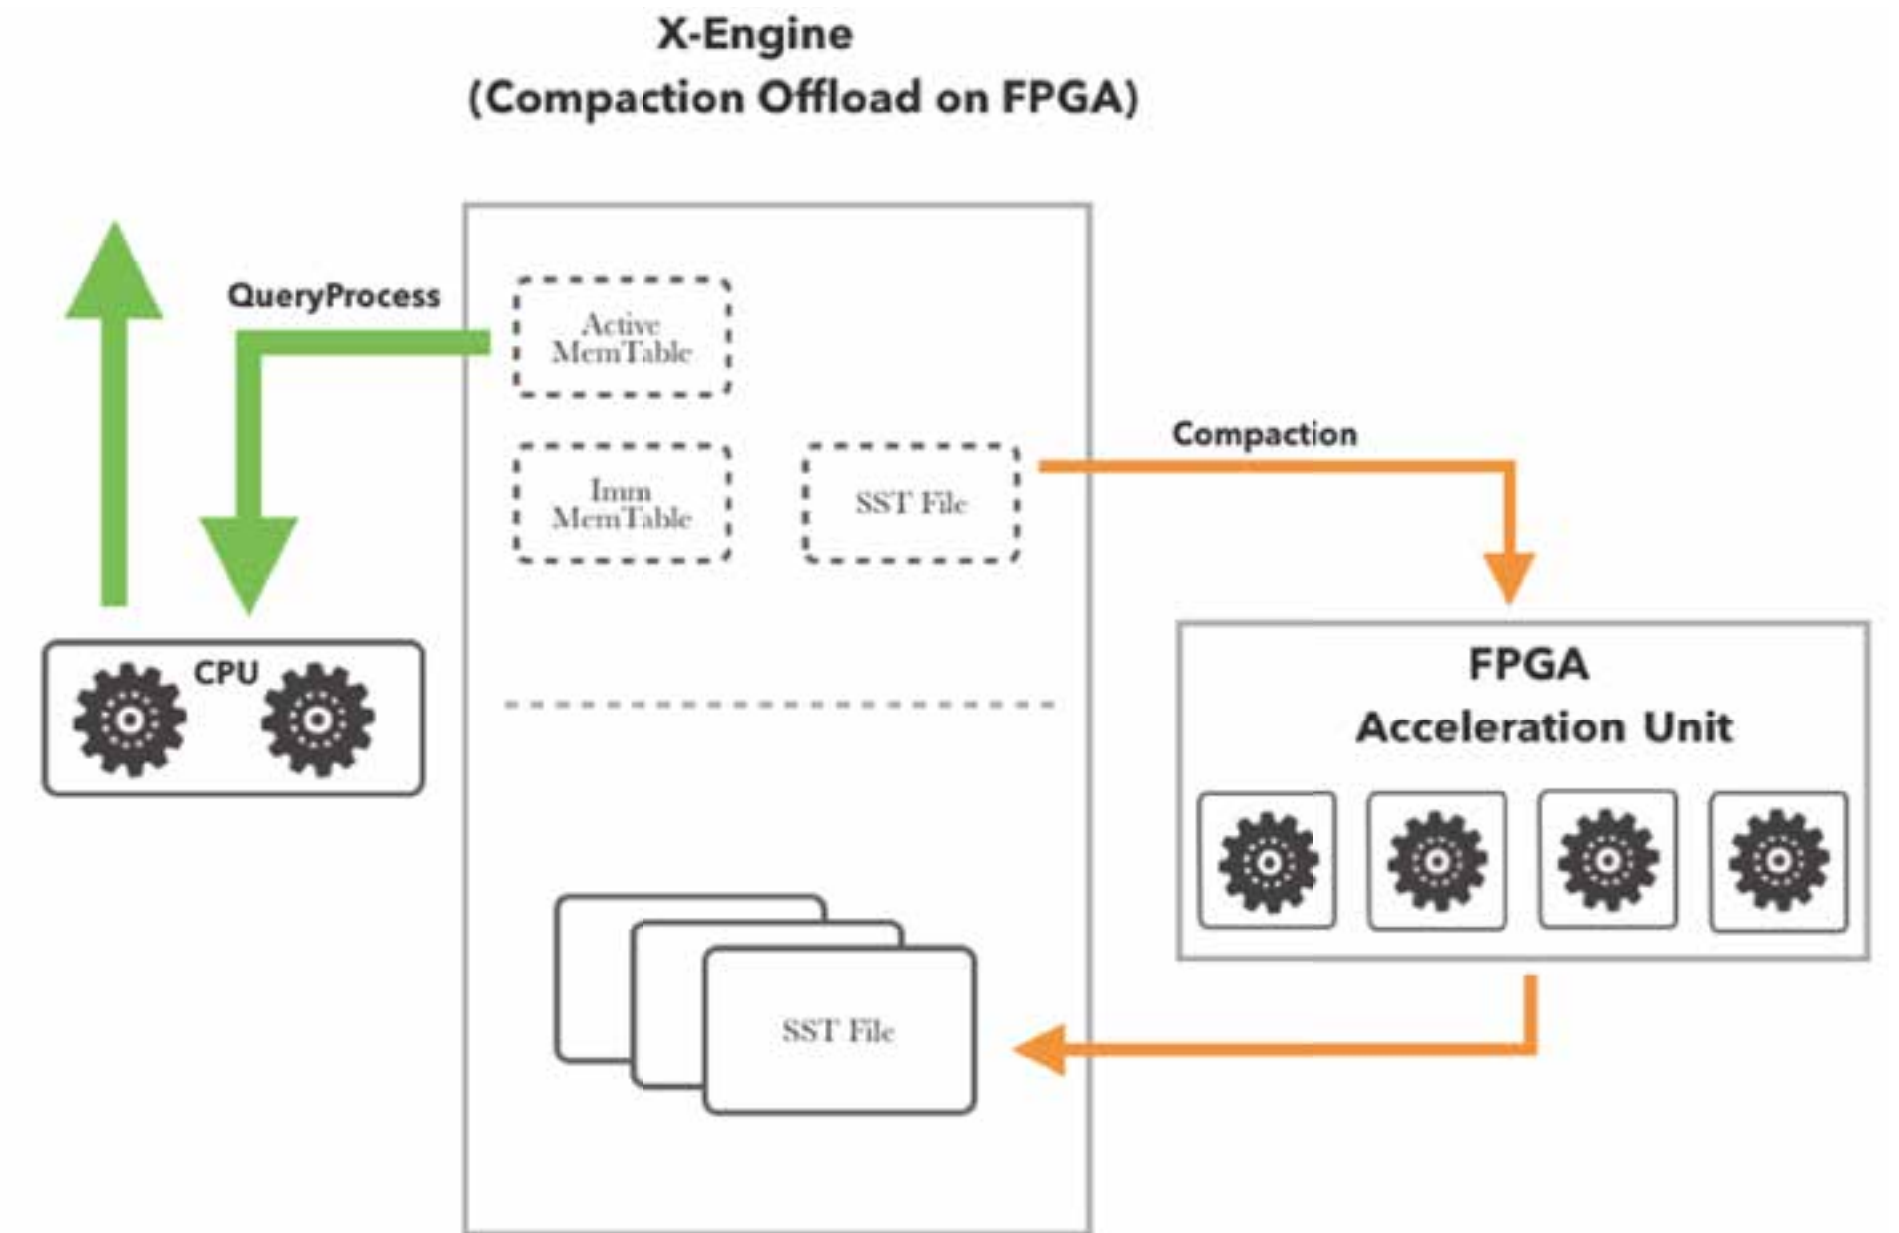 X-Engine
(Compaction Offload on FPGA)
QueryProcess
Active
MemTable
Compaction
Imm
MemTable
SST File
CPU
FPGA
Acceleration Unit
SST File